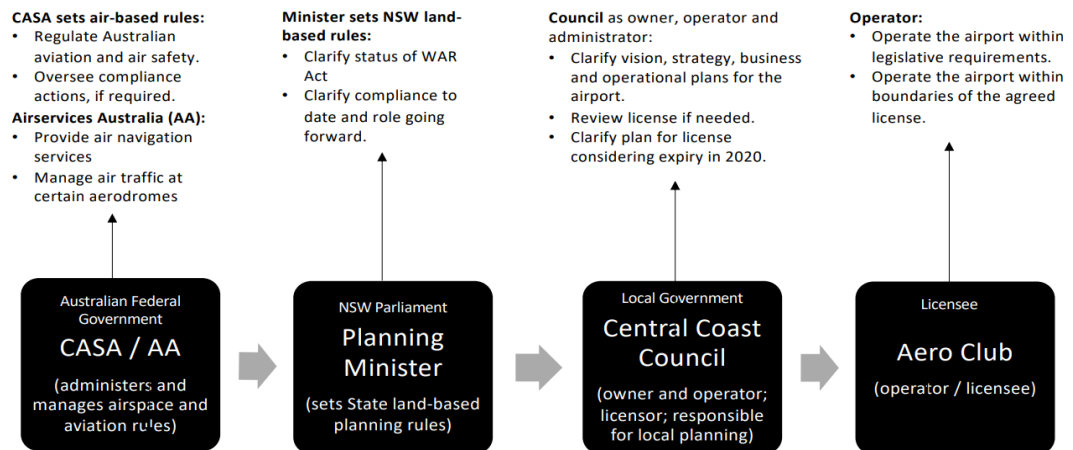 CASA sets air-based rules:
• Regulate Australian
aviation and air safety.
• Oversee compliance
actions, if required.
Airservices Australia (AA):
• Provide air navigation
services
• Manage air traffic at
certain aerodromes
Minister sets NSW land-
based rules:
• Clarify status of WAR
Act
• Clarify compliance to
date and role going
forward.
Council as owner, operator and
administrator:
• Clarify vision, strategy, business
and operational plans for the
airport.
• Review license if needed.
• Clarify plan for license
considering expiry in 2020.
Operator:
• Operate the airport within
legislative requirements.
• Operate the airport within
boundaries of the agreed
license.
Australian Federal
Government
CASA / AA
(administers and
manages airspace and
aviation rules)
NSW Parliament
Planning
Minister
(sets State land-based
planning rules)
Local Government
Central Coast
Council
(owner and operator;
licensor; responsible
for local planning)
Licensee
Aero Club
(operator / licensee)